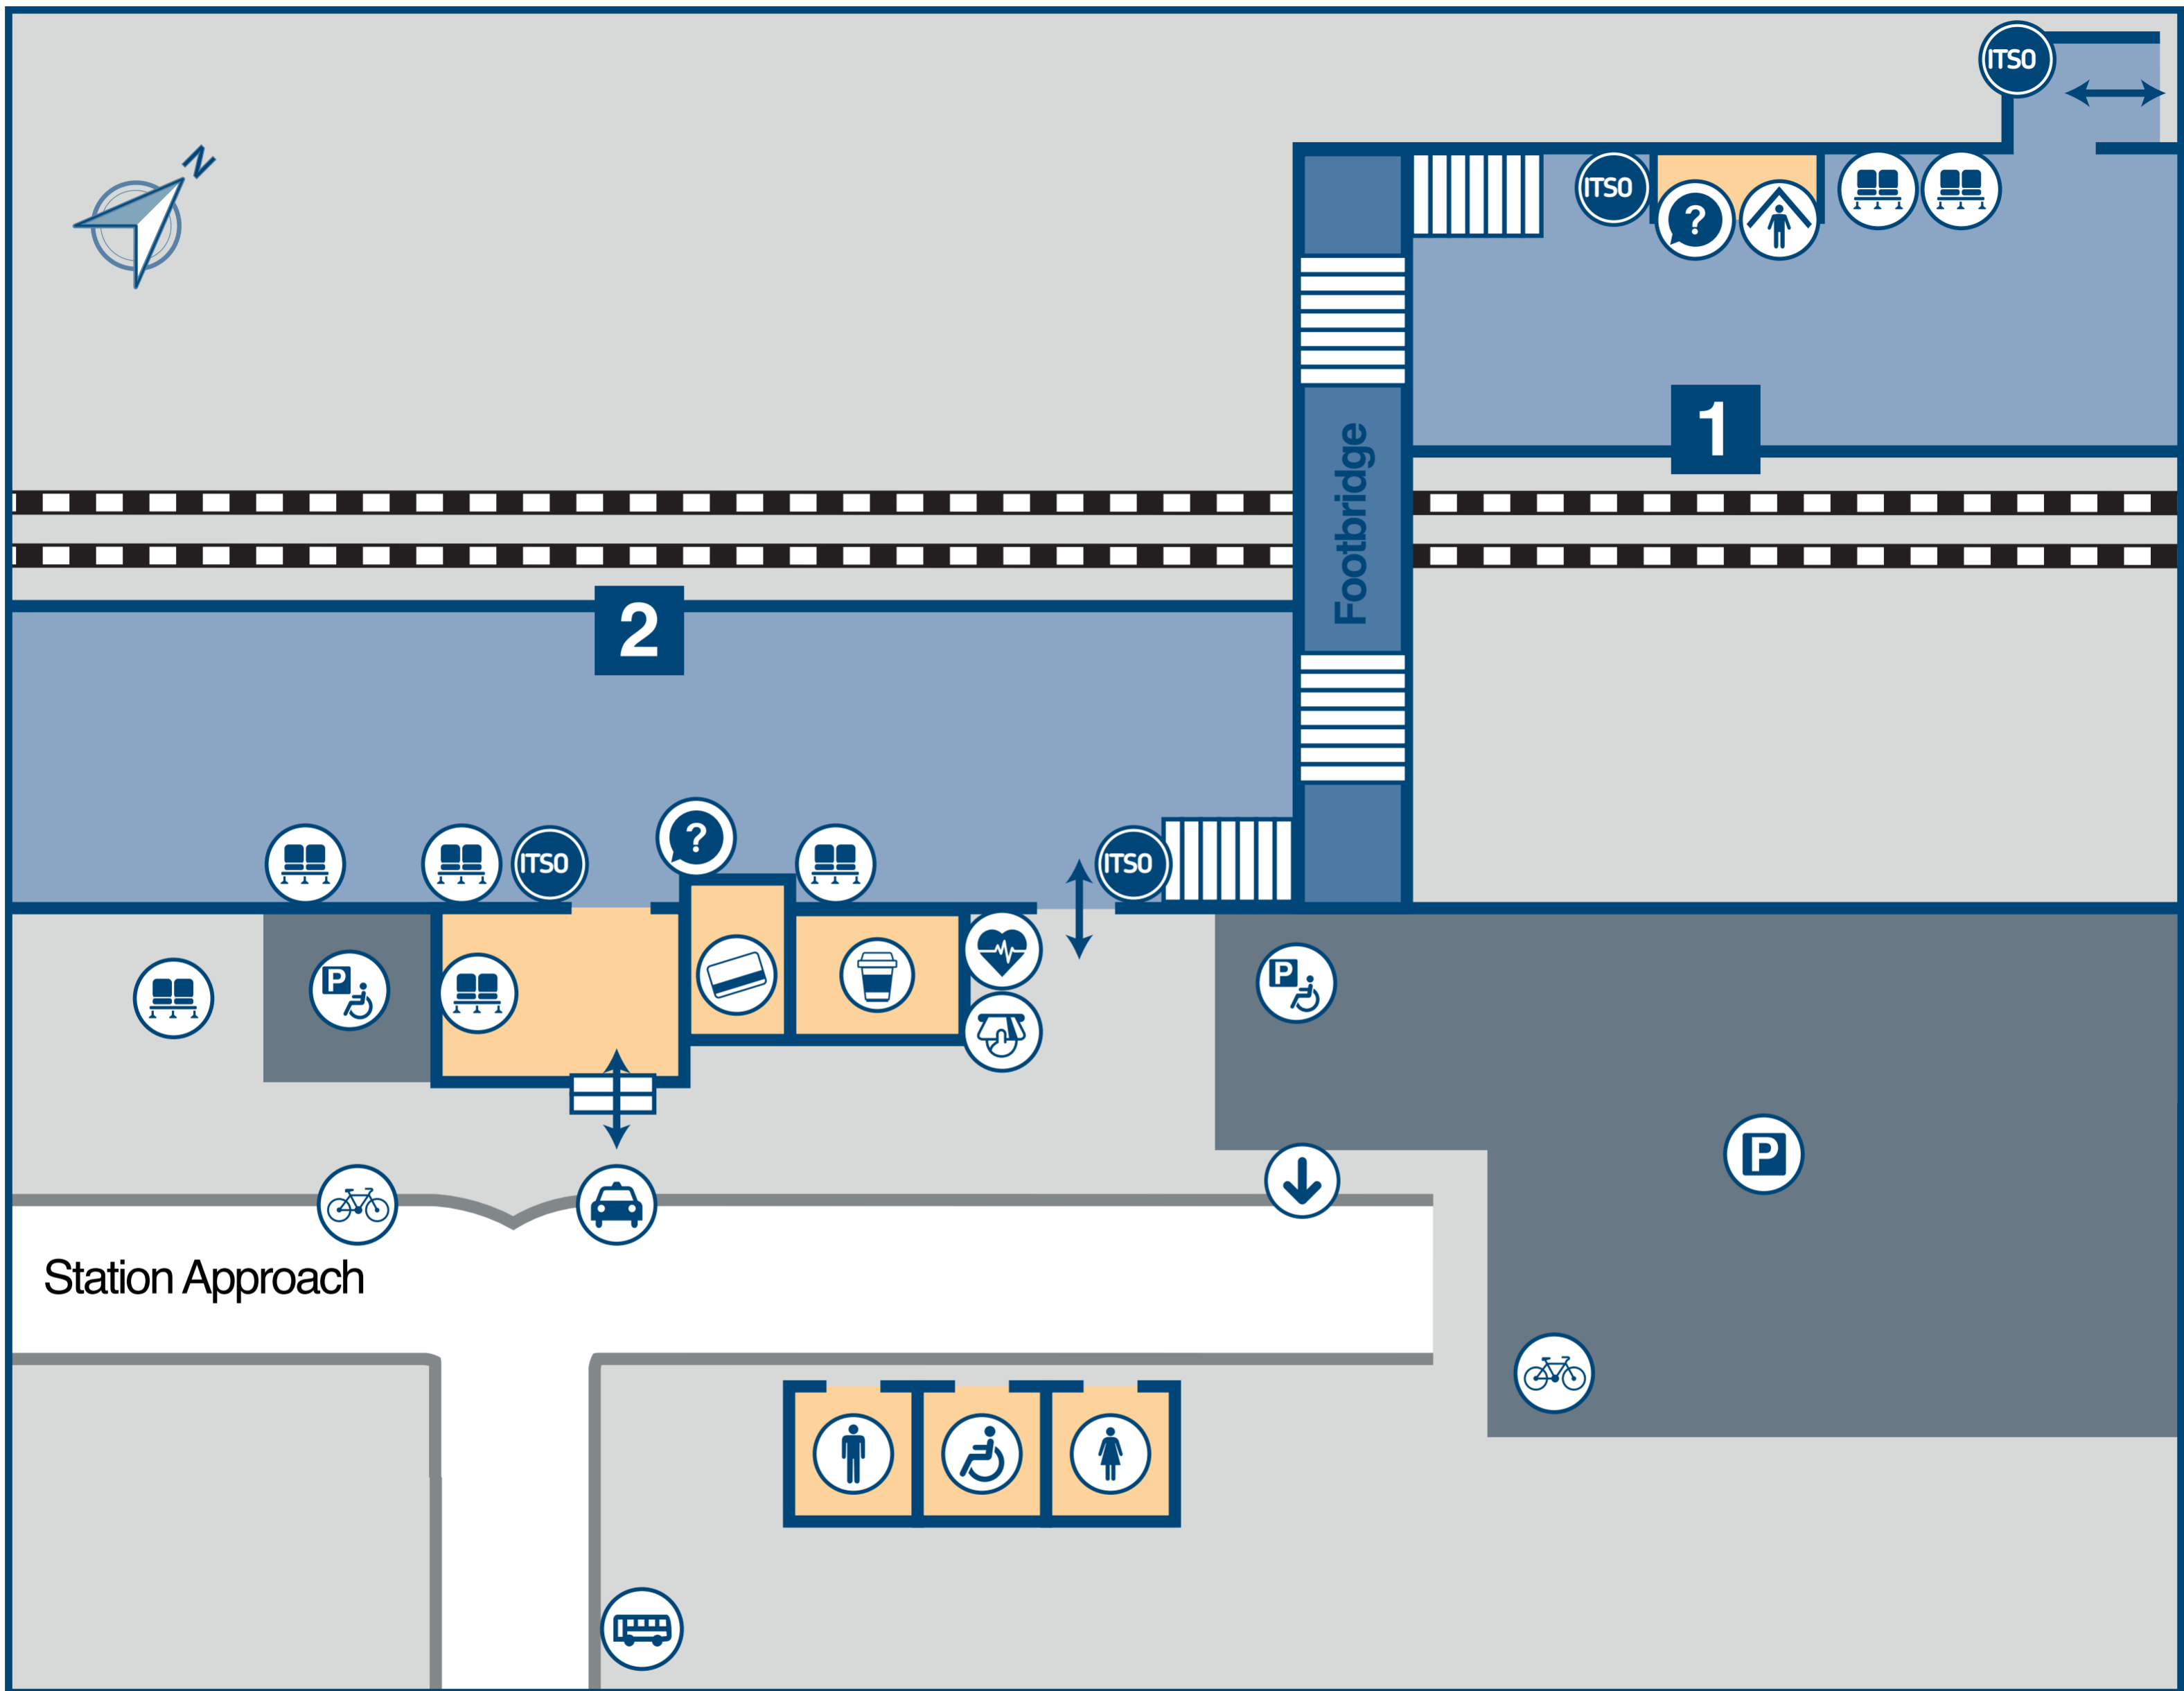 ITSO
N
ITSO
?
1
Footbridge
2
?
ITSO
ITSO
P
P
P
Station Approach